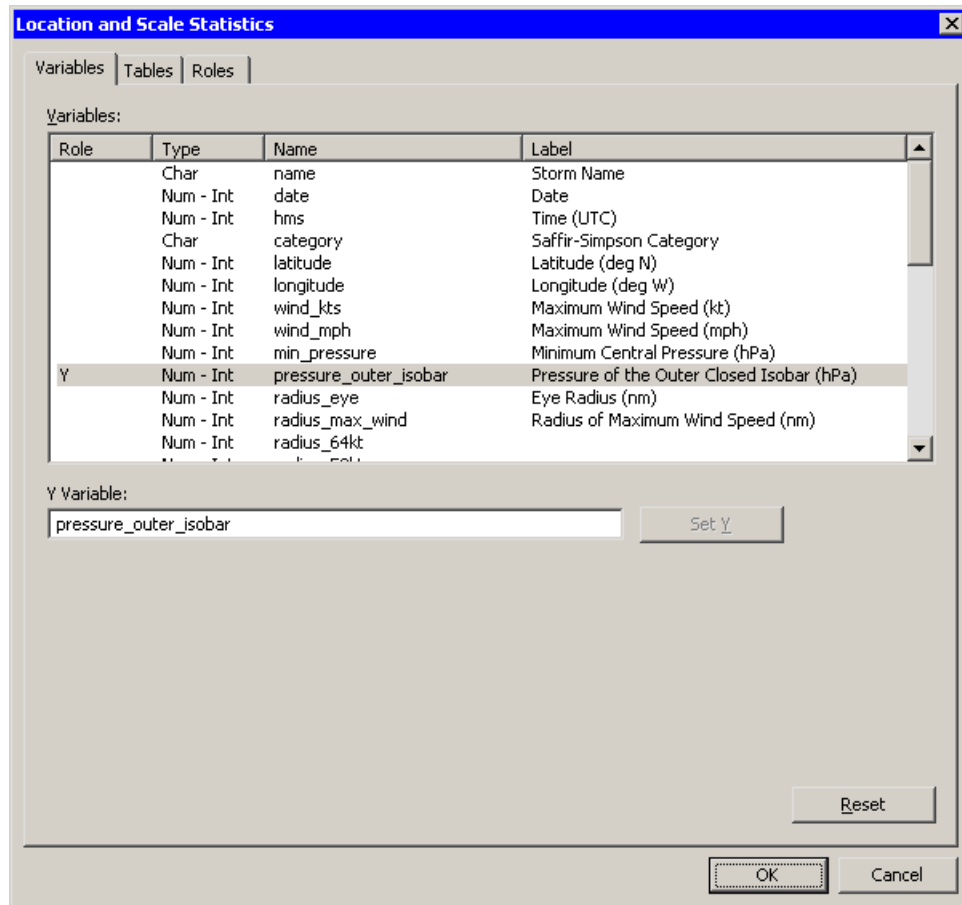 Location and Scale Statistics
Variables Tables Roles
Variables:
Role Type Name Label
Char name Storm Name
Num - Int date Date
Num - Int hms Time (UTC)
Char category Saffir-Simpson Category
Num - Int latitude Latitude (deg N)
Num - Int longitude Longitude (deg W)
Num - Int wind_kts Maximum Wind Speed (kt)
Num - Int wind_mph Maximum Wind Speed (mph)
Num - Int min_pressure Minimum Central Pressure (hPa)
Y Num - Int pressure_outer_isobar Pressure of the Outer Closed Isobar (hPa)
Num - Int radius_eye Eye Radius (nm)
Num - Int radius_max_wind Radius of Maximum Wind Speed (nm)
Num - Int radius_64kt
Y Variable:
pressure_outer_isobar Set Y
Reset
OK Cancel